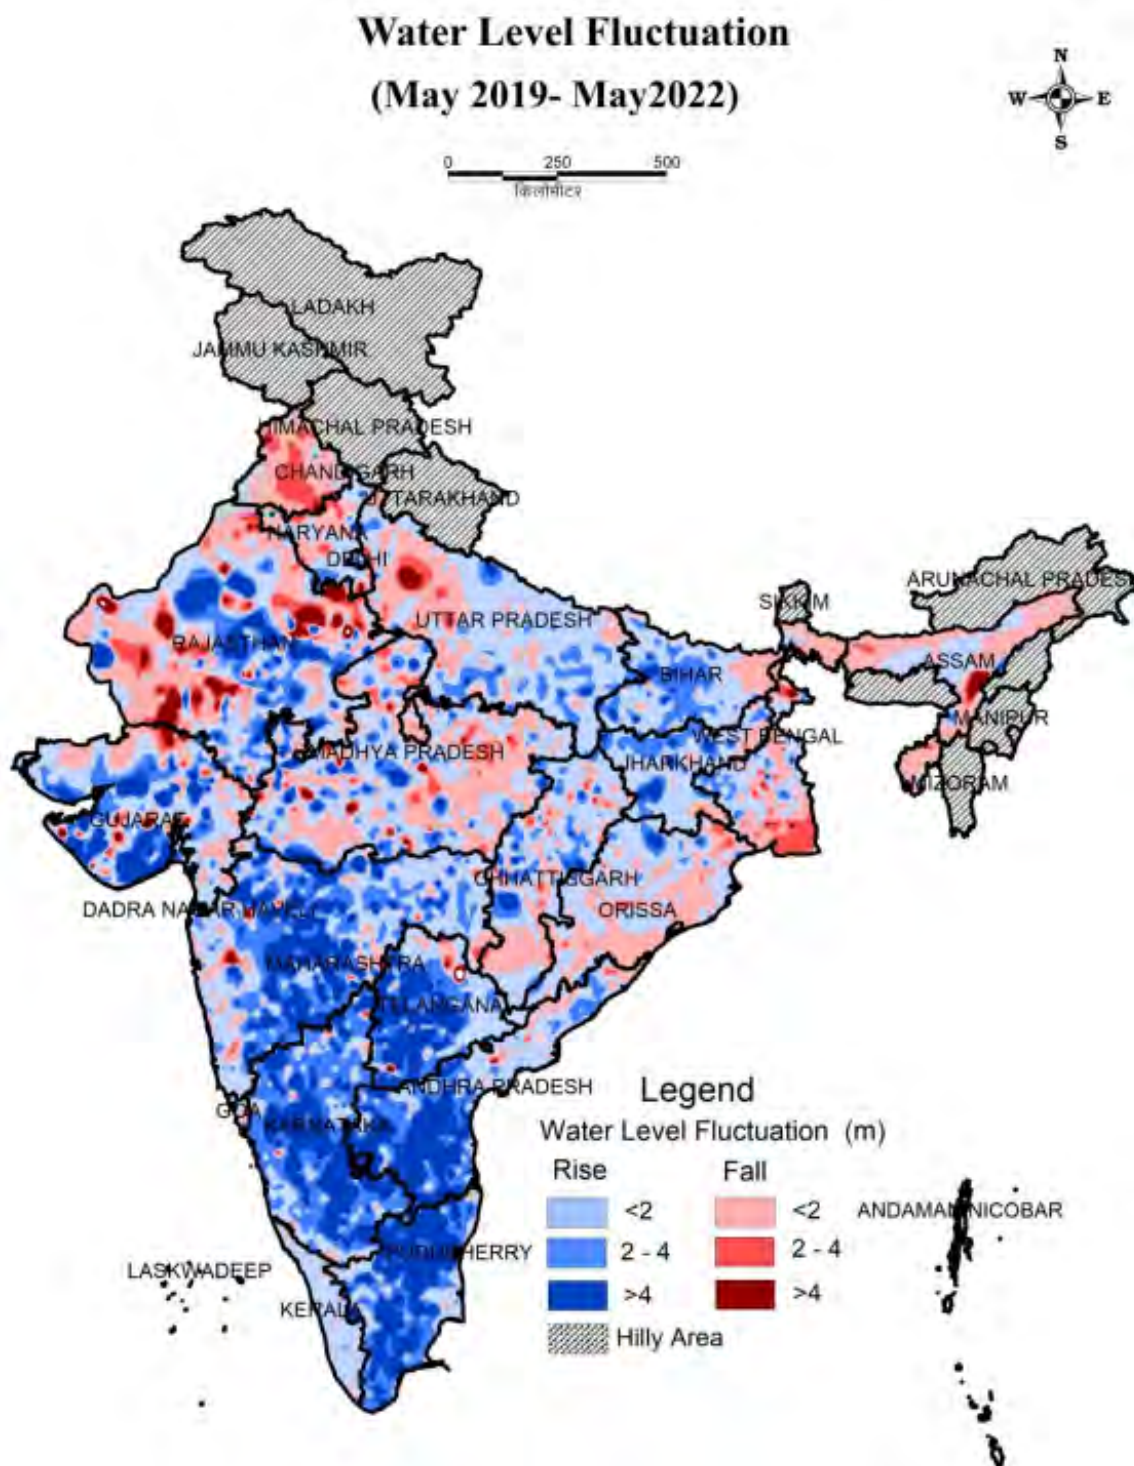 Water Level Fluctuation
(May 2019- May2022)
N
W E
S
0 250 500
किलोमीटर
LADAKH
JAMMU KASHMIR
HIMACHAL PRADESH
CHANDIGARH
UTTARAKHAND
NARYANA
DELHI
ARUNACHAL PRADESH
SIKKIM
UTTAR PRADESH
RAJASTHAN
ASSAM
BIHAR
MANIPUR
WEST BENGAL
MADHYA PRADESH
JHARKHAND
MIZORAM
GUJARAT
CHHATTISGARH
DADRA NAGAR HAVELI
ORISSA
MAHARASHTRA
TELANGANA
ANDHRA PRADESH
GOA
KARNATAKA
PUDUCHERRY
LASKWADEEP
KERALA
ANDAMAN NICOBAR
Legend
Water Level Fluctuation (m)
Rise Fall
<2 <2
2 - 4 2 - 4
>4 >4
Hilly Area